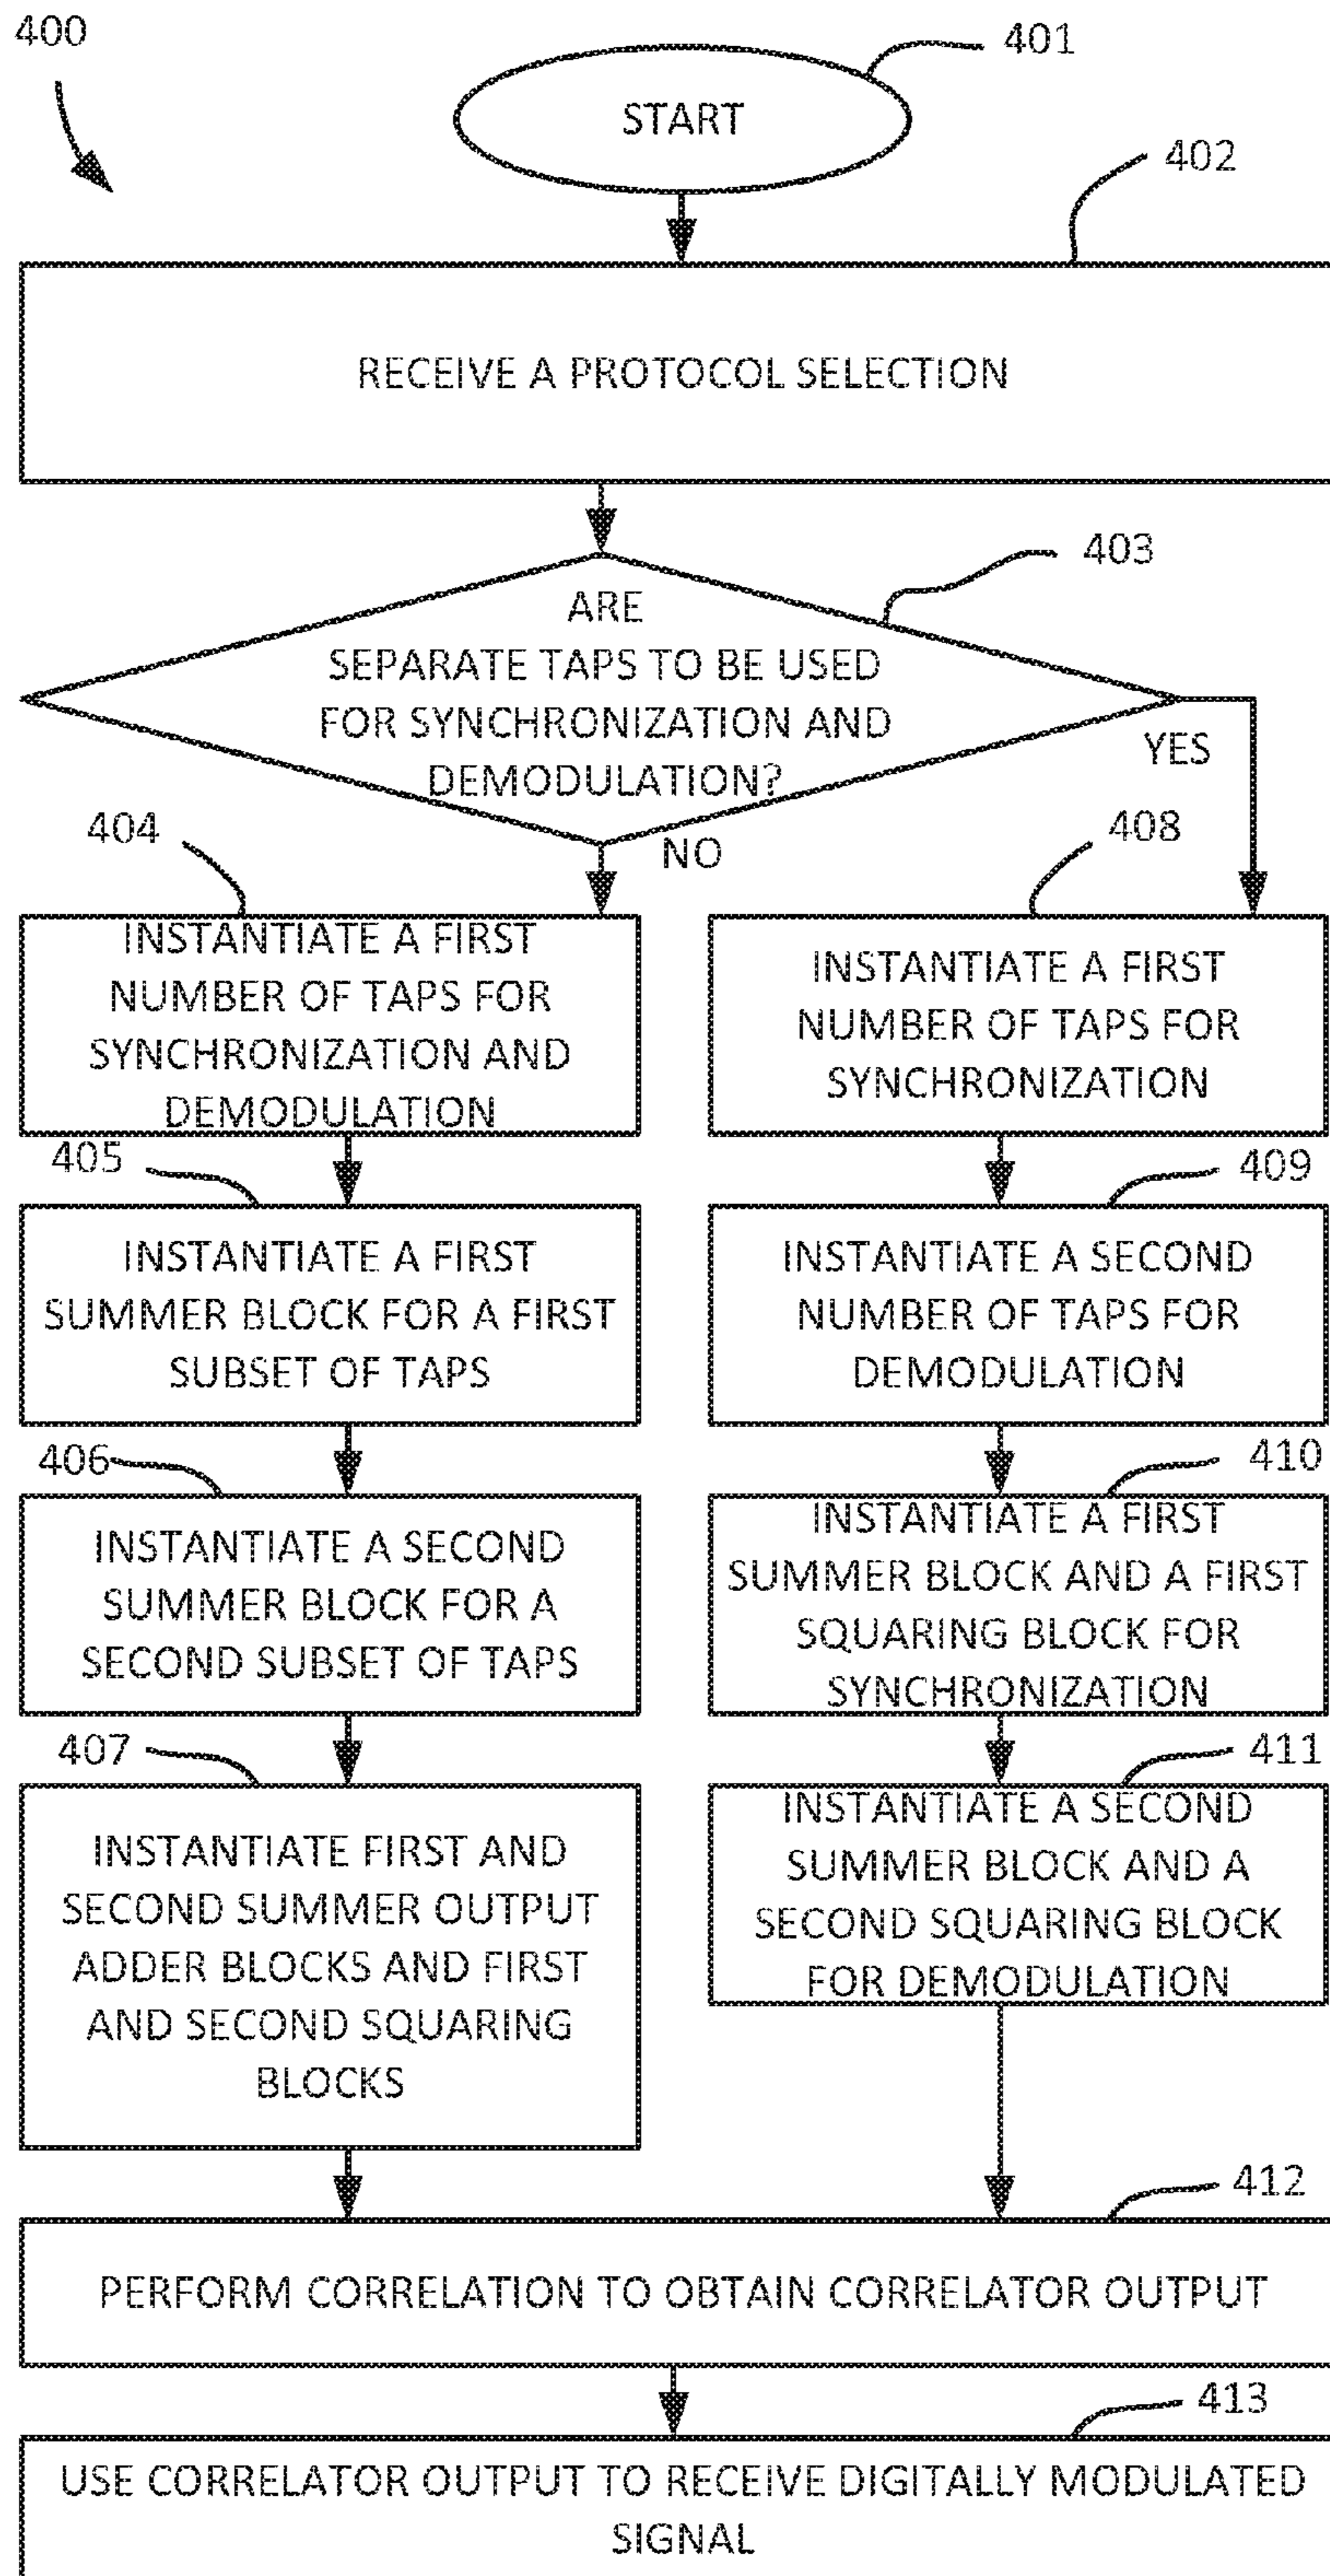 400
401
START
402
RECEIVE A PROTOCOL SELECTION
403
ARE
SEPARATE TAPS TO BE USED
FOR SYNCHRONIZATION AND
DEMODULATION?
YES
NO
404
INSTANTIATE A FIRST
NUMBER OF TAPS FOR
SYNCHRONIZATION AND
DEMODULATION
408
INSTANTIATE A FIRST
NUMBER OF TAPS FOR
SYNCHRONIZATION
405
INSTANTIATE A FIRST
SUMMER BLOCK FOR A FIRST
SUBSET OF TAPS
409
INSTANTIATE A SECOND
NUMBER OF TAPS FOR
DEMODULATION
406
INSTANTIATE A SECOND
SUMMER BLOCK FOR A
SECOND SUBSET OF TAPS
410
INSTANTIATE A FIRST
SUMMER BLOCK AND A FIRST
SQUARING BLOCK FOR
SYNCHRONIZATION
407
INSTANTIATE FIRST AND
SECOND SUMMER OUTPUT
ADDER BLOCKS AND FIRST
AND SECOND SQUARING
BLOCKS
411
INSTANTIATE A SECOND
SUMMER BLOCK AND A
SECOND SQUARING BLOCK
FOR DEMODULATION
412
PERFORM CORRELATION TO OBTAIN CORRELATOR OUTPUT
413
USE CORRELATOR OUTPUT TO RECEIVE DIGITALLY MODULATED
SIGNAL